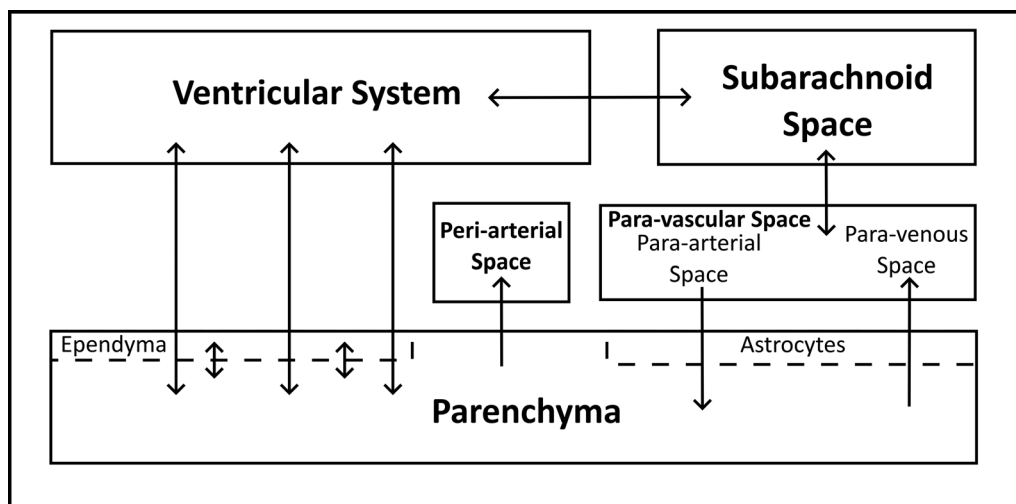 Ventricular System
Subarachnoid
Space
Peri-arterial
Space
Para-vascular Space
Para-arterial
Space
Para-venous
Space
Ependyma
Astrocytes
Parenchyma